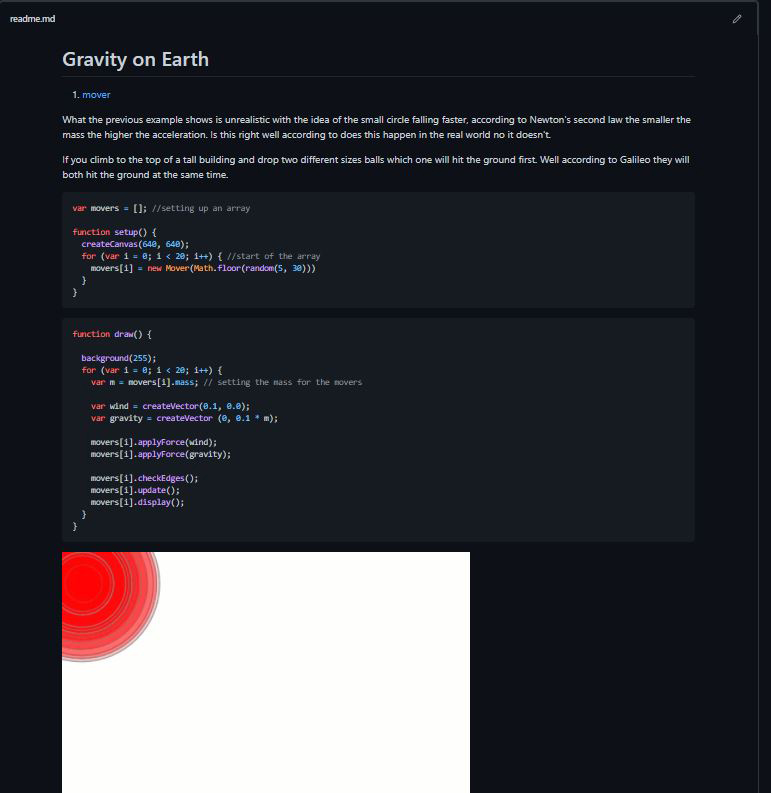 readme.md
Gravity on Earth
1. mover
What the previous example shows is unrealistic with the idea of the small circle falling faster, according to Newton's second law the smaller the
mass the higher the acceleration. Is this right well according to does this happen in the real world no it doesn't.
If you climb to the top of a tall building and drop two different sizes balls which one will hit the ground first. Well according to Galileo they will
both hit the ground at the same time.
var movers = []; //setting up an array
function setup() {
createCanvas(640, 640);
for (var i = 0; i < 20; i++) { //start of the array
movers[i] = new Mover(Math.floor(random(5, 30)))
}
}
function draw() {
background(255);
for (var i = 0; i < 20; i++) {
var m = movers[i].mass; // setting the mass for the movers
var wind = createVector(0.1, 0.0);
var gravity = createVector (0, 0.1 * m);
movers[i].applyForce(wind);
movers[i].applyForce(gravity);
movers[i].checkEdges();
movers[i].update();
movers[i].display();
}
}